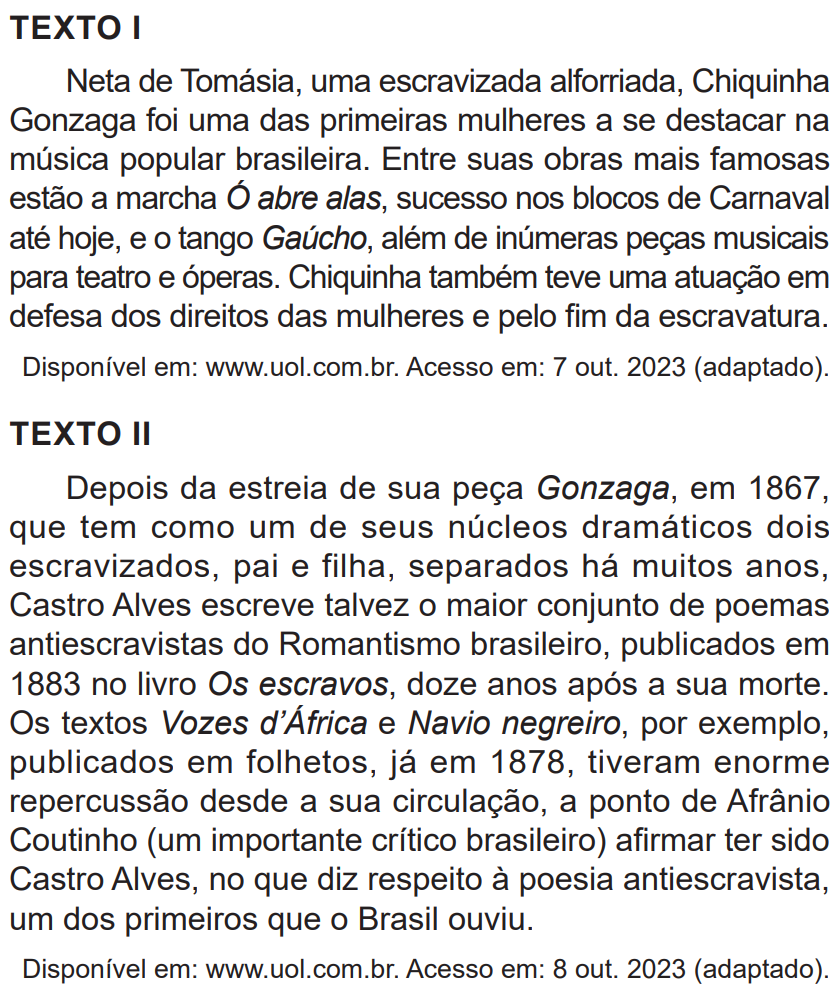 TEXTO I
Neta de Tomásia, uma escravizada alforriada, Chiquinha
Gonzaga foi uma das primeiras mulheres a se destacar na
música popular brasileira. Entre suas obras mais famosas
estão a marcha Ó abre alas, sucesso nos blocos de Carnaval
até hoje, e o tango Gaúcho, além de inúmeras peças musicais
para teatro e óperas. Chiquinha também teve uma atuação em
defesa dos direitos das mulheres e pelo fim da escravatura.
Disponível em: www.uol.com.br. Acesso em: 7 out. 2023 (adaptado).
TEXTO II
Depois da estreia de sua peça Gonzaga, em 1867,
que tem como um de seus núcleos dramáticos dois
escravizados, pai e filha, separados há muitos anos,
Castro Alves escreve talvez o maior conjunto de poemas
antiescravistas do Romantismo brasileiro, publicados em
1883 no livro Os escravos, doze anos após a sua morte.
Os textos Vozes d’África e Navio negreiro, por exemplo,
publicados em folhetos, já em 1878, tiveram enorme
repercussão desde a sua circulação, a ponto de Afrânio
Coutinho (um importante crítico brasileiro) afirmar ter sido
Castro Alves, no que diz respeito à poesia antiescravista,
um dos primeiros que o Brasil ouviu.
Disponível em: www.uol.com.br. Acesso em: 8 out. 2023 (adaptado).